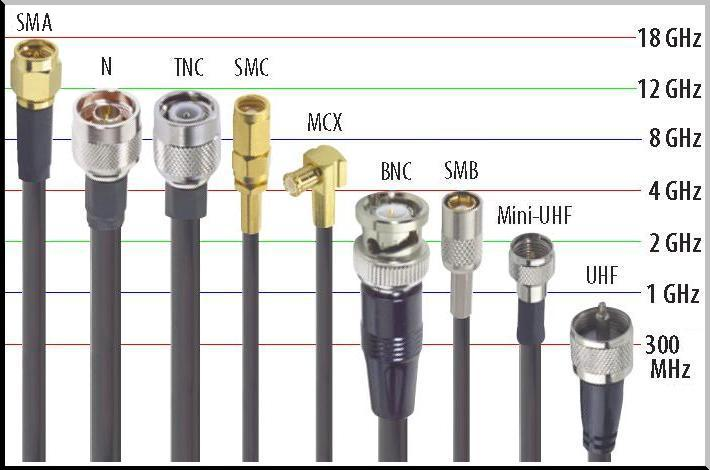 SMA
18 GHz
N
TNC
SMC
12 GHz
MCX
8 GHz
BNC
SMB
4 GHz
Mini-UHF
2 GHz
UHF
1 GHz
300
MHz